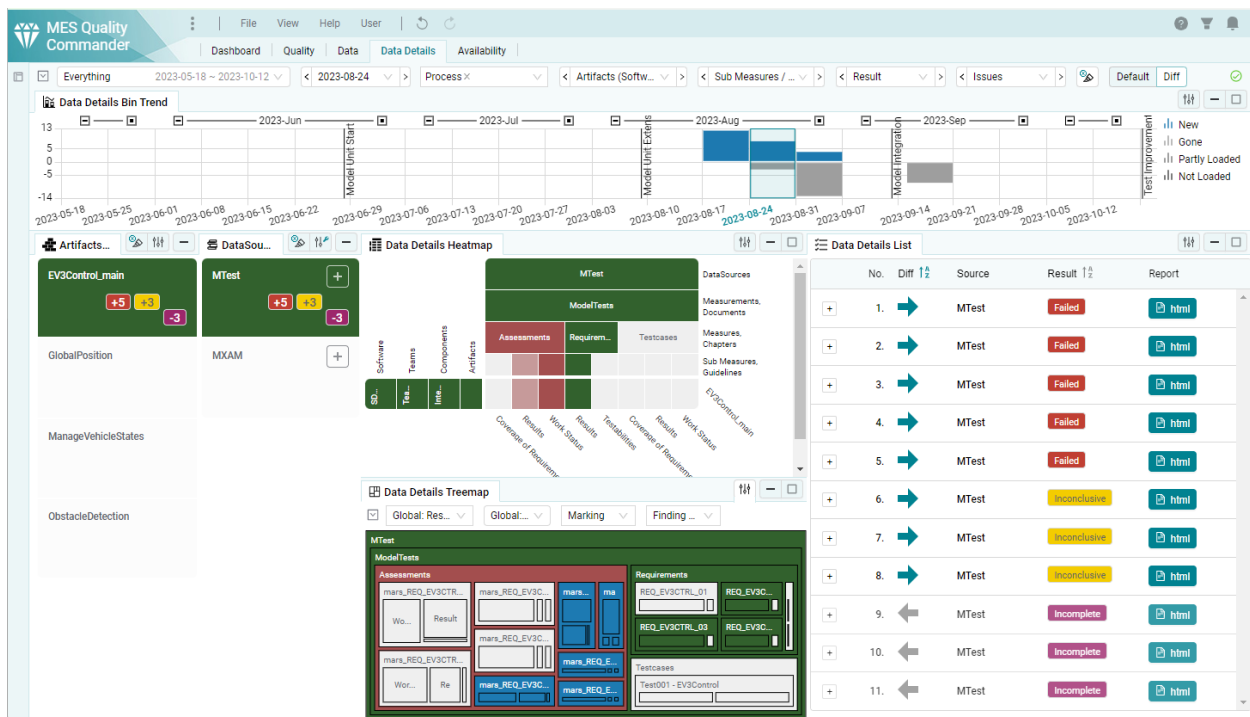 MES Quality
Commander
File View Help User
Dashboard Quality Data Data Details Availability
Everything 2023-05-18 ~ 2023-10-12 < 2023-08-24 > Process × < Artifacts (Softw... > < Sub Measures / ... > < Result > < Issues > Default Diff
Data Details Bin Trend
2023-Jun 2023-Jul 2023-Aug 2023-Sep
13
5
0
-5
-14
Model Unit Start
Model Unit Extens
Model Integration
Test Improvement
New
Gone
Partly Loaded
Not Loaded
2023-05-18 2023-05-25 2023-06-01 2023-06-08 2023-06-15 2023-06-22 2023-06-29 2023-07-06 2023-07-13 2023-07-20 2023-07-27 2023-08-03 2023-08-10 2023-08-17 2023-08-24 2023-08-31 2023-09-07 2023-09-14 2023-09-21 2023-09-28 2023-10-05 2023-10-12
Artifacts...
EV3Control_main
+5 +3
-3
GlobalPosition
ManageVehicleStates
ObstacleDetection
DataSou...
MTest +
+5 +3
-3
MXAM +
Data Details Heatmap
MTest DataSources
ModelTests Measurements,
Documents
Assessments Requirem... Testcases Measures,
Chapters
Sub Measures,
Guidelines
Software
Teams
Components
Artifacts
SD...
Tea...
Inte...
EV3Control_main
Coverage of Requirem
Results
Work Status
Results
Testabilities
Coverage of Requirem
Results
Work Status
Data Details Treemap
Global: Res... Global:... Marking Finding ...
MTest
ModelTests
Assessments
mars_REQ_EV3CTR...
Wo... Result
mars_REQ_EV3CTR...
Wor... Re
mars_REQ_EV3C...
mars_REQ_EV3C...
mars_REQ_EV3C...
mars... ma
mars_REQ_E...
mars_REQ_E...
Requirements
REQ_EV3CTRL_01 REQ_EV3C...
REQ_EV3CTRL_03 REQ_EV3C...
Testcases
Test001 - EV3Control
Data Details List
No. Diff Source Result Report
+ 1. MTest Failed html
+ 2. MTest Failed html
+ 3. MTest Failed html
+ 4. MTest Failed html
+ 5. MTest Failed html
+ 6. MTest Inconclusive html
+ 7. MTest Inconclusive html
+ 8. MTest Inconclusive html
+ 9. MTest Incomplete html
+ 10. MTest Incomplete html
+ 11. MTest Incomplete html